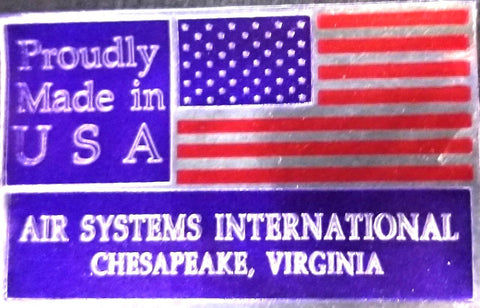 Proudly
Made in
USA
AIR SYSTEMS INTERNATIONAL
CHESAPEAKE, VIRGINIA